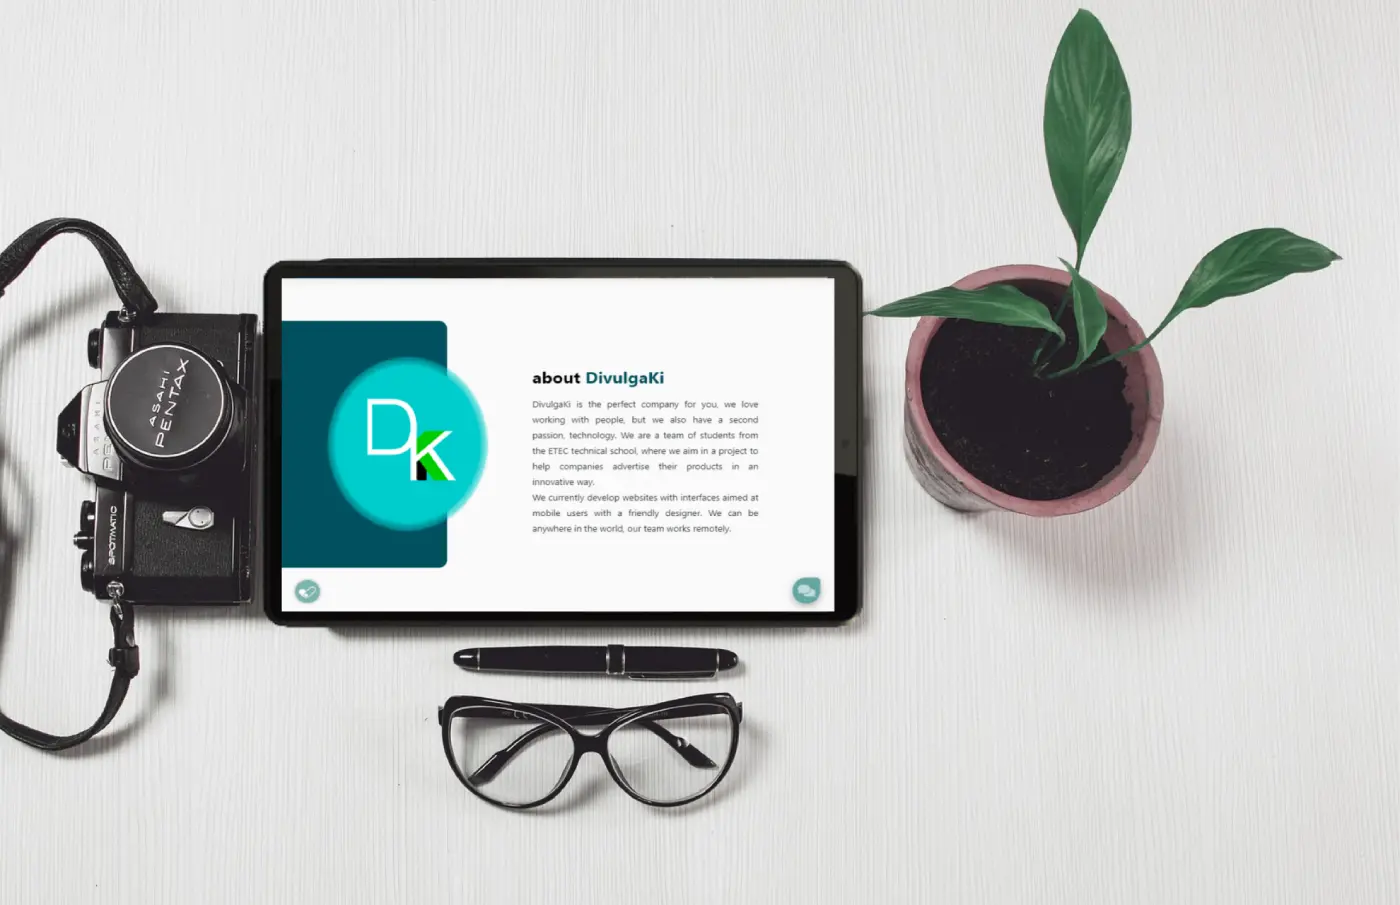 ASAHI
PENTAX
ASAHI
PE
SPOTMATIC
DK
about DivulgaKi
DivulgaKi is the perfect company for you, we love
working with people, but we also have a second
passion, technology. We are a team of students from
the ETEC technical school, where we aim in a project to
help companies advertise their products in an
innovative way.
We currently develop websites with interfaces aimed at
mobile users with a friendly designer. We can be
anywhere in the world, our team works remotely.